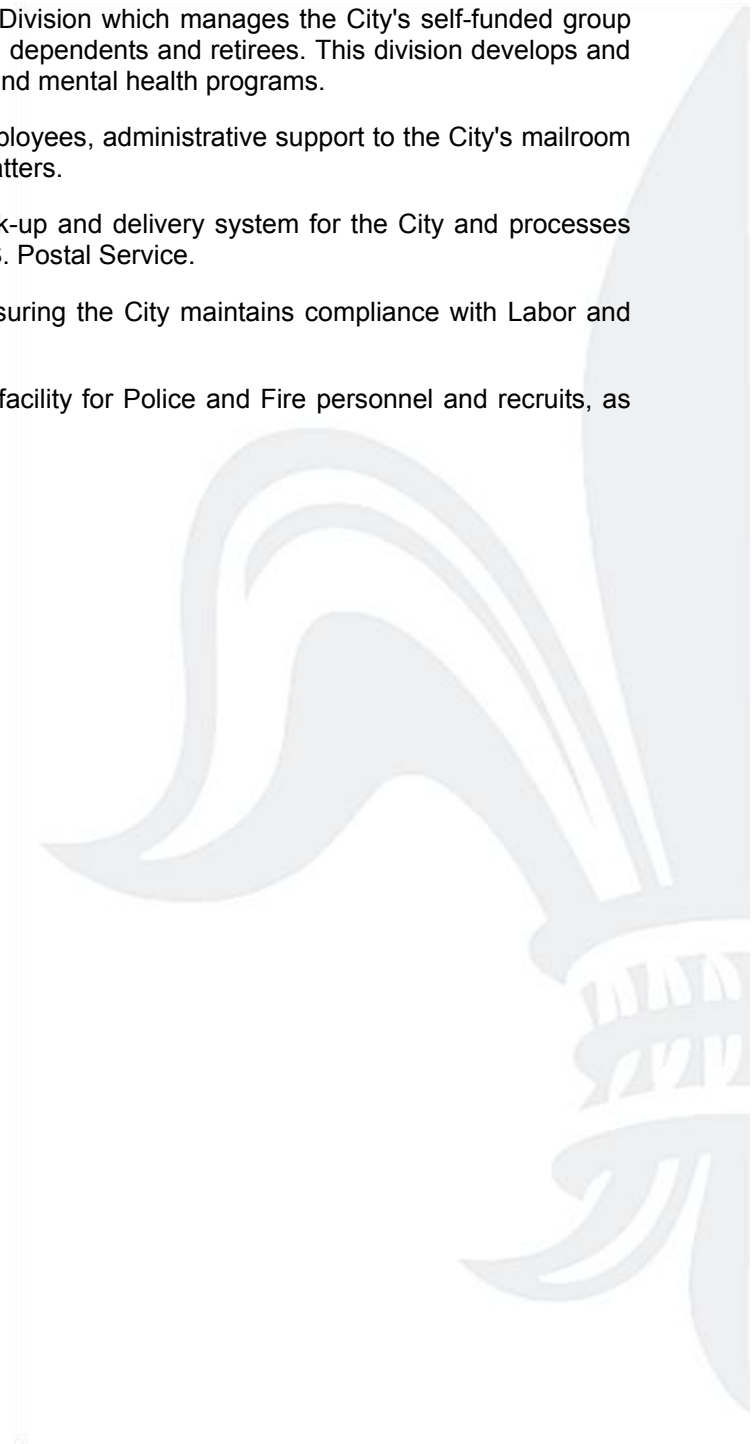 Division which manages the City's self-funded group
dependents and retirees. This division develops and
nd mental health programs.
ployees, administrative support to the City's mailroom
atters.
k-up and delivery system for the City and processes
S. Postal Service.
suring the City maintains compliance with Labor and
facility for Police and Fire personnel and recruits, as